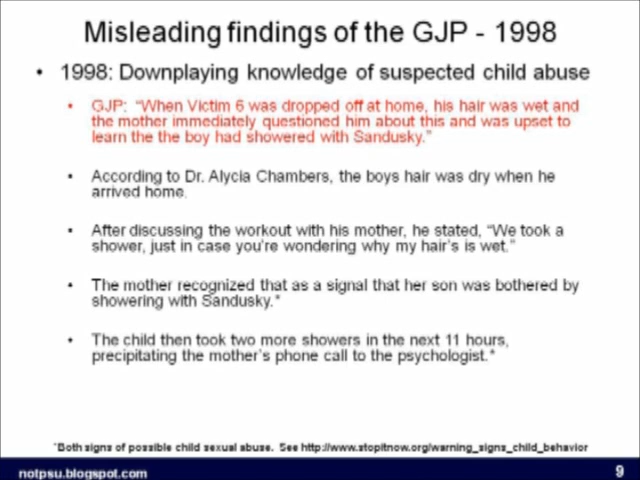 Misleading findings of the GJP - 1998
• 1998: Downplaying knowledge of suspected child abuse
• GJP: “When Victim 6 was dropped off at home, his hair was wet and
the mother immediately questioned him about this and was upset to
learn the the boy had showered with Sandusky.”
• According to Dr. Alycia Chambers, the boys hair was dry when he
arrived home.
• After discussing the workout with his mother, he stated, “We took a
shower, just in case you’re wondering why my hair’s is wet.”
• The mother recognized that as a signal that her son was bothered by
showering with Sandusky.*
• The child then took two more showers in the next 11 hours,
precipitating the mother’s phone call to the psychologist.*
*Both signs of possible child sexual abuse. See http://www.stopitnow.org/warning_signs_child_behavior
notpsu.blogspot.com 9